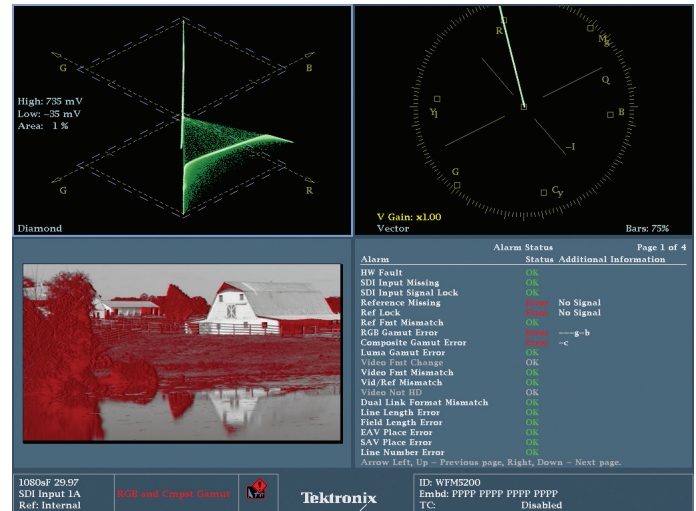 G
B
High: 735 mV
Low: −35 mV
Area: 1 %
G
R
Diamond
R
Mg
Q
YI
B
−I
G
Cy
V Gain: x1.00
Vector
Bars: 75%
Alarm Status Page 1 of 4
Alarm Status Additional Information
HW Fault OK
SDI Input Missing OK
SDI Input Signal Lock OK
Reference Missing No Signal
Ref Lock No Signal
Ref Fmt Mismatch OK
RGB Gamut Error −−−g−b
Composite Gamut Error −c
Luma Gamut Error OK
Video Fmt Change OK
Video Fmt Mismatch OK
Vid/Ref Mismatch OK
Video Not HD OK
Dual Link Format Mismatch OK
Line Length Error OK
Field Length Error OK
EAV Place Error OK
SAV Place Error OK
Line Number Error OK
Arrow Left, Up − Previous page, Right, Down − Next page.
1080sF 29.97
SDI Input 1A
Ref: Internal
RGB and Cmpst Gamut
Tektronix
ID: WFM5200
Embd: PPPP PPPP PPPP PPPP
TC: Disabled